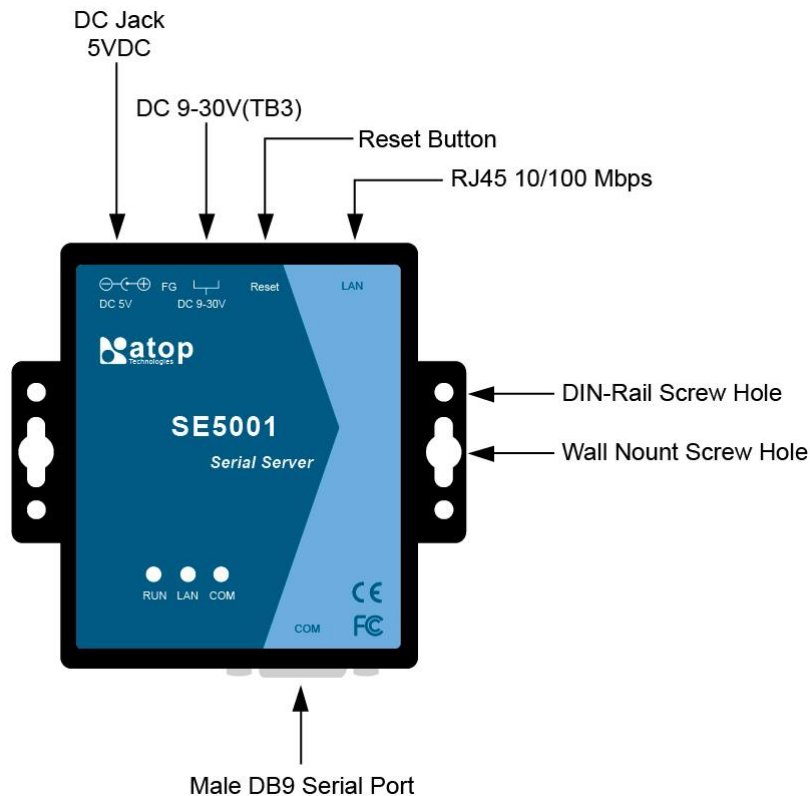 DC Jack
5VDC
DC 9-30V(TB3)
Reset Button
RJ45 10/100 Mbps
FG
Reset
LAN
DC 5V
DC 9-30V
atop
Technologies
DIN-Rail Screw Hole
SE5001
Wall Nount Screw Hole
Serial Server
RUN LAN COM
CE
COM
FC
Male DB9 Serial Port